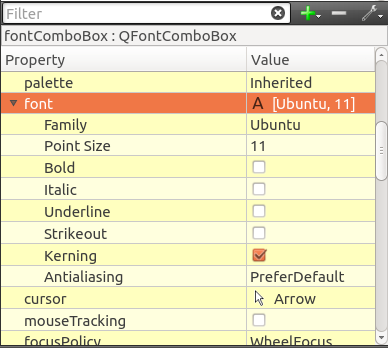 Filter
fontComboBox : QFontComboBox
Property Value
palette Inherited
font A [Ubuntu, 11]
Family Ubuntu
Point Size 11
Bold
Italic
Underline
Strikeout
Kerning
Antialiasing PreferDefault
cursor Arrow
mouseTracking
focusPolicy WheelFocus